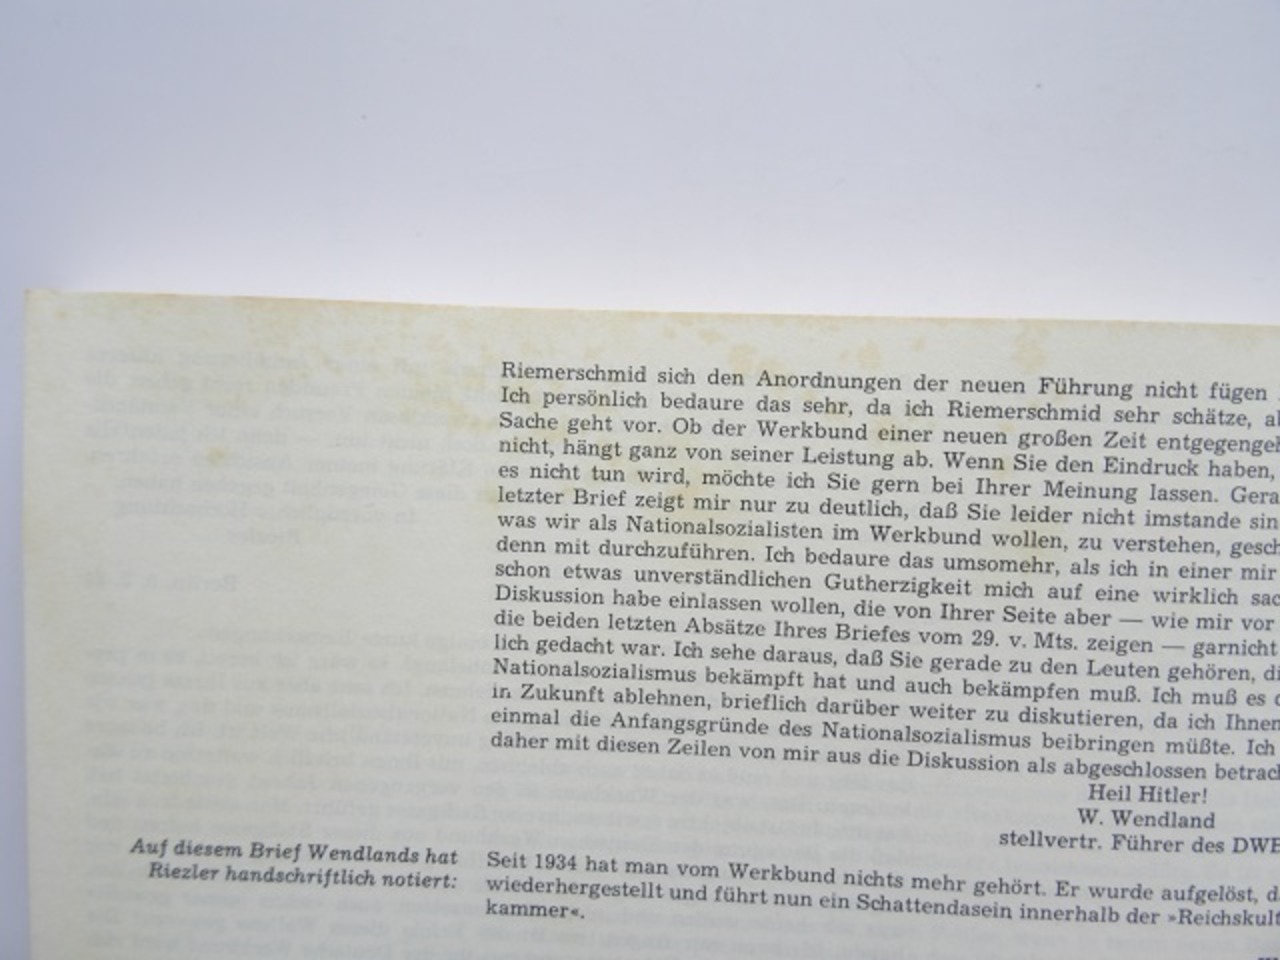 Riemerschmid sich den Anordnungen der neuen Führung nicht fügen
Ich persönlich bedaure das sehr, da ich Riemerschmid sehr schätze,
Sache geht vor. Ob der Werkbund einer neuen großen Zeit
nicht, hängt ganz von seiner Leistung ab. Wenn Sie den Eindruck haben,
es nicht tun wird, möchte ich Sie gern bei Ihrer Meinung lassen.
letzter Brief zeigt mir nur zu deutlich, daß Sie leider nicht imstande
was wir als Nationalsozialisten im Werkbund wollen, zu verstehen,
denn mit durchzuführen. Ich bedaure das umsomehr, als ich in einer mir
schon etwas unverständlichen Gutherzigkeit mich auf eine wirklich
Diskussion habe einlassen wollen, die von Ihrer Seite aber — wie mir vor
die beiden letzten Absätze Ihres Briefes vom 29. v. Mts. zeigen — garnicht
lich gedacht war. Ich sehe daraus, daß Sie gerade zu den Leuten gehören,
Nationalsozialismus bekämpft hat und auch bekämpfen muß. Ich muß es
in Zukunft ablehnen, brieflich darüber weiter zu diskutieren, da ich Ihnen
einmal die Anfangsgründe des Nationalsozialismus beibringen müßte. Ich
daher mit diesen Zeilen von mir aus die Diskussion als abgeschlossen
Heil Hitler!
W. Wendland
stellvertr. Führer des DWB
Auf diesem Brief Wendlands hat
Riezler handschriftlich notiert:
Seit 1934 hat man vom Werkbund nichts mehr gehört. Er wurde aufgelöst,
wiederhergestellt und führt nun ein Schattendasein innerhalb der
kammer«.